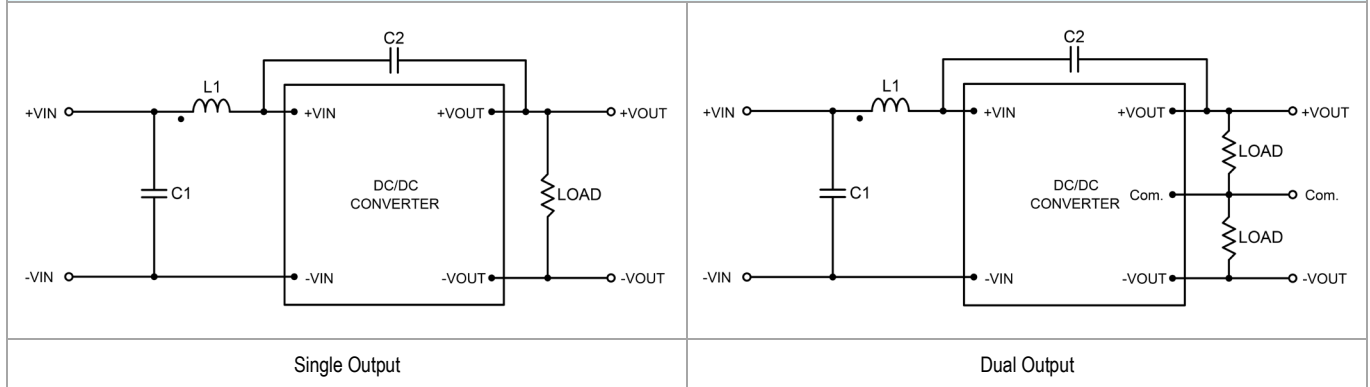 C2
L1
+VIN
+VIN
+VOUT
+VOUT
C1
DC/DC
CONVERTER
LOAD
-VIN
-VIN
-VOUT
-VOUT
Single Output
C2
L1
+VIN
+VIN
+VOUT
+VOUT
LOAD
C1
DC/DC
CONVERTER
Com.
Com.
LOAD
-VIN
-VIN
-VOUT
-VOUT
Dual Output